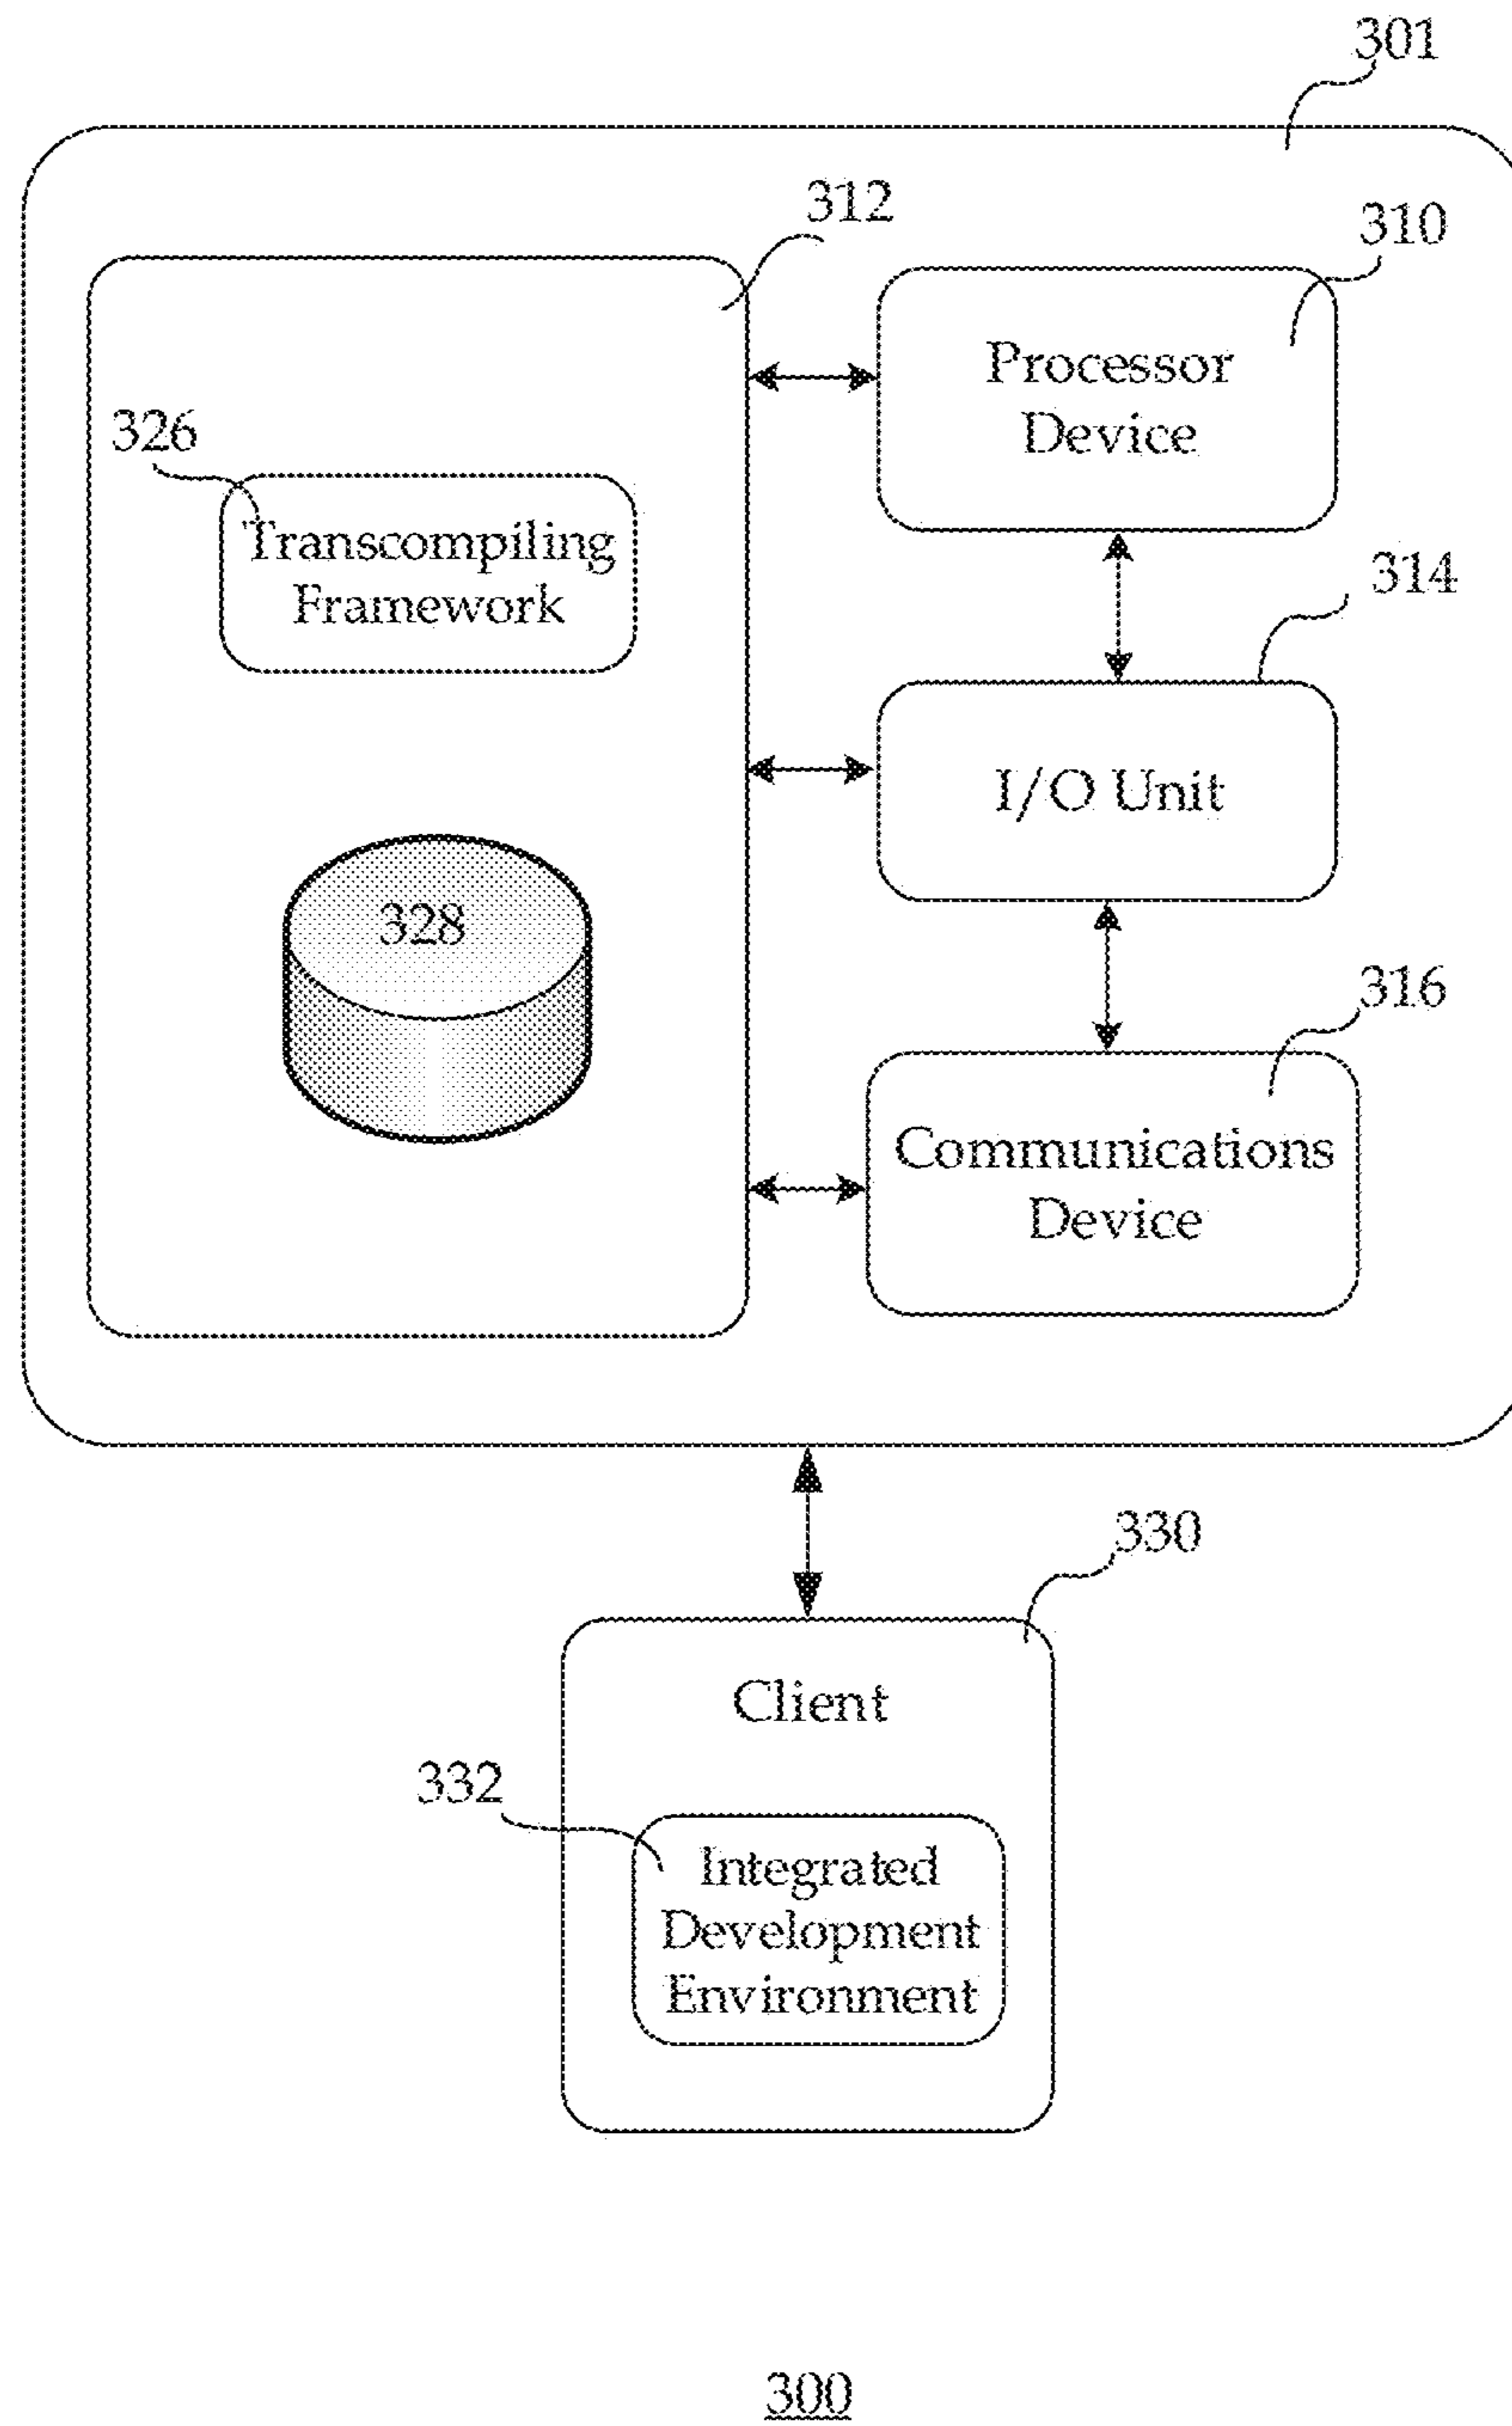 301
312
310
Processor
Device
326
Transcompiling
Framework
314
I/O Unit
328
316
Communications
Device
330
Client
332
Integrated
Development
Environment
300